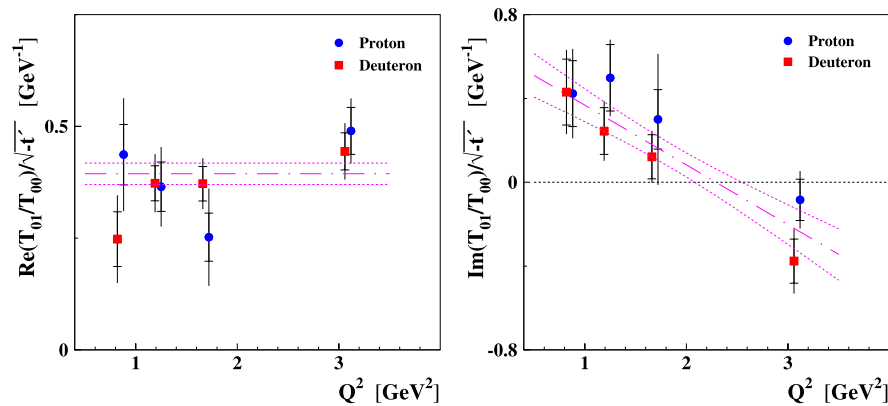 Re(T₀₁/T₀₀)/√-t′ [GeV⁻¹]
0.5
0
Proton
Deuteron
1 2 3
Q² [GeV²]
Im(T₀₁/T₀₀)/√-t′ [GeV⁻¹]
0.8
0
-0.8
Proton
Deuteron
1 2 3
Q² [GeV²]